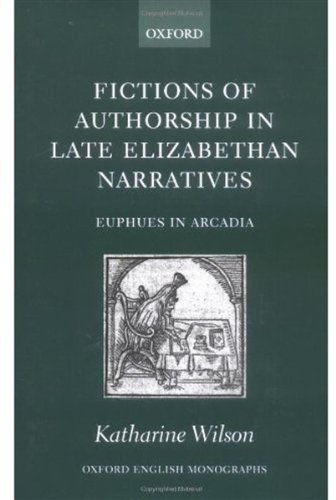 OXFORD
FICTIONS OF
AUTHORSHIP IN
LATE ELIZABETHAN
NARRATIVES
EUPHUES IN ARCADIA
Katharine Wilson
OXFORD ENGLISH MONOGRAPHS